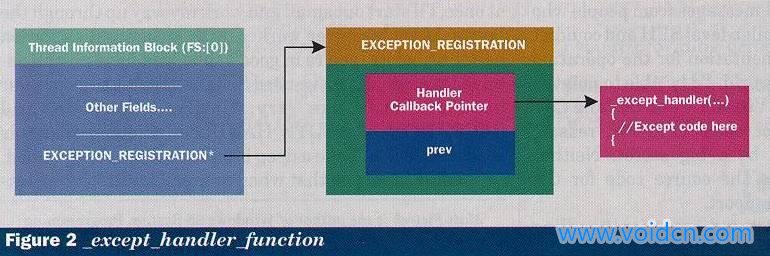 Thread Information Block (FS:[0])
Other Fields....
EXCEPTION_REGISTRATION*
EXCEPTION_REGISTRATION
Handler
Callback Pointer
prev
_except_handler(...)
{
//Except code here
{
Figure 2 _except_handler_function
www.voidcn.com